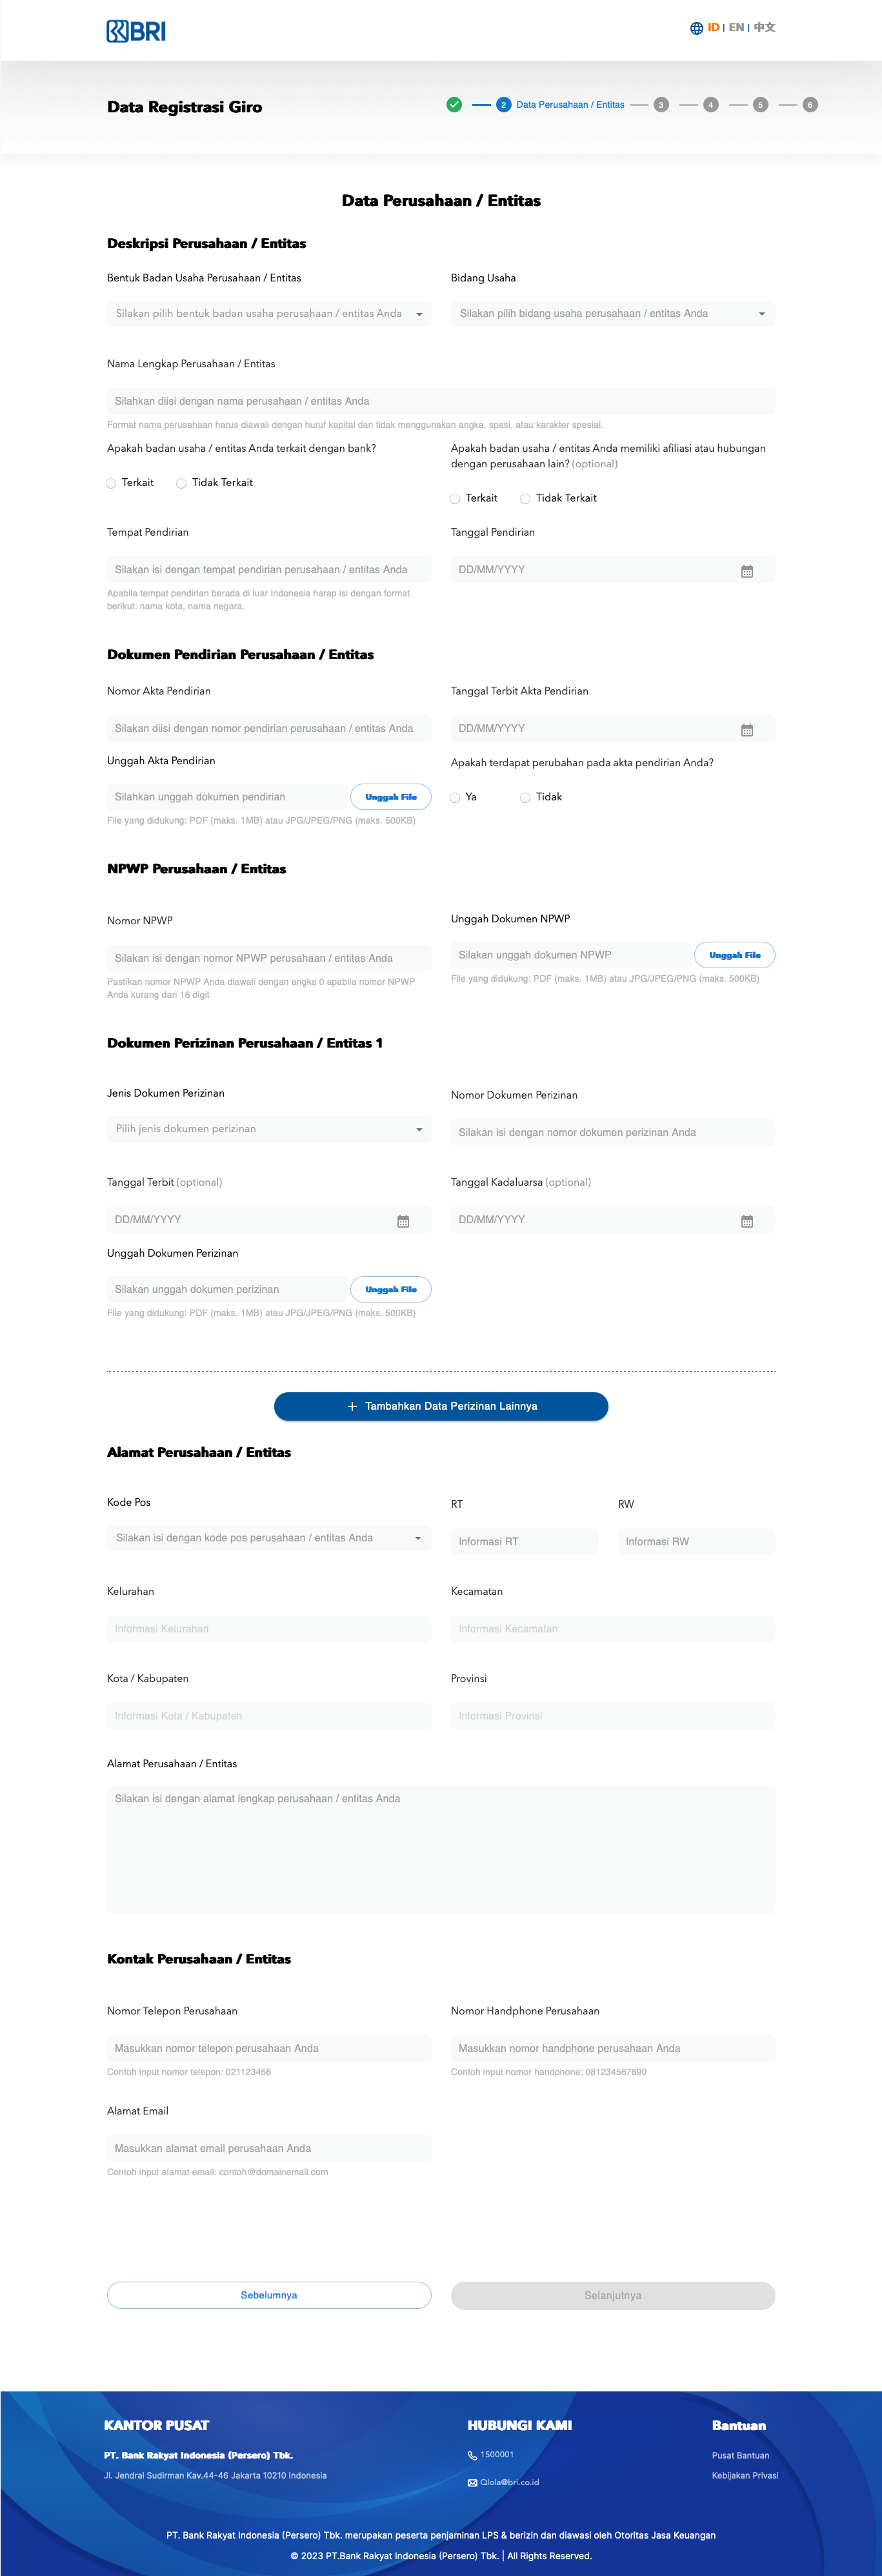 BRI
ID | EN | 中文
Data Registrasi Giro
2 Data Perusahaan / Entitas 3 4 5 6
Data Perusahaan / Entitas
Deskripsi Perusahaan / Entitas
Bentuk Badan Usaha Perusahaan / Entitas
Silakan pilih bentuk badan usaha perusahaan / entitas Anda
Bidang Usaha
Silakan pilih bidang usaha perusahaan / entitas Anda
Nama Lengkap Perusahaan / Entitas
Silahkan diisi dengan nama perusahaan / entitas Anda
Format nama perusahaan harus diawali dengan huruf kapital dan tidak menggunakan angka, spasi, atau karakter spesial.
Apakah badan usaha / entitas Anda terkait dengan bank?
Terkait Tidak Terkait
Apakah badan usaha / entitas Anda memiliki afiliasi atau hubungan
dengan perusahaan lain? (optional)
Terkait Tidak Terkait
Tempat Pendirian
Silakan isi dengan tempat pendirian perusahaan / entitas Anda
Apabila tempat pendirian berada di luar Indonesia harap isi dengan format
berikut: nama kota, nama negara.
Tanggal Pendirian
DD/MM/YYYY
Dokumen Pendirian Perusahaan / Entitas
Nomor Akta Pendirian
Silakan diisi dengan nomor pendirian perusahaan / entitas Anda
Tanggal Terbit Akta Pendirian
DD/MM/YYYY
Unggah Akta Pendirian
Silahkan unggah dokumen pendirian Unggah File
File yang didukung: PDF (maks. 1MB) atau JPG/JPEG/PNG (maks. 500KB)
Apakah terdapat perubahan pada akta pendirian Anda?
Ya Tidak
NPWP Perusahaan / Entitas
Nomor NPWP
Silakan isi dengan nomor NPWP perusahaan / entitas Anda
Pastikan nomor NPWP Anda diawali dengan angka 0 apabila nomor NPWP
Anda kurang dari 16 digit
Unggah Dokumen NPWP
Silakan unggah dokumen NPWP Unggah File
File yang didukung: PDF (maks. 1MB) atau JPG/JPEG/PNG (maks. 500KB)
Dokumen Perizinan Perusahaan / Entitas 1
Jenis Dokumen Perizinan
Pilih jenis dokumen perizinan
Nomor Dokumen Perizinan
Silakan isi dengan nomor dokumen perizinan Anda
Tanggal Terbit (optional)
DD/MM/YYYY
Tanggal Kadaluarsa (optional)
DD/MM/YYYY
Unggah Dokumen Perizinan
Silakan unggah dokumen perizinan Unggah File
File yang didukung: PDF (maks. 1MB) atau JPG/JPEG/PNG (maks. 500KB)
+ Tambahkan Data Perizinan Lainnya
Alamat Perusahaan / Entitas
Kode Pos
Silakan isi dengan kode pos perusahaan / entitas Anda
RT
Informasi RT
RW
Informasi RW
Kelurahan
Informasi Kelurahan
Kecamatan
Informasi Kecamatan
Kota / Kabupaten
Informasi Kota / Kabupaten
Provinsi
Informasi Provinsi
Alamat Perusahaan / Entitas
Silakan isi dengan alamat lengkap perusahaan / entitas Anda
Kontak Perusahaan / Entitas
Nomor Telepon Perusahaan
Masukkan nomor telepon perusahaan Anda
Contoh input nomor telepon: 021123456
Nomor Handphone Perusahaan
Masukkan nomor handphone perusahaan Anda
Contoh input nomor handphone: 081234567890
Alamat Email
Masukkan alamat email perusahaan Anda
Contoh input alamat email: contoh@domainemail.com
Sebelumnya
Selanjutnya
KANTOR PUSAT
PT. Bank Rakyat Indonesia (Persero) Tbk.
Jl. Jendral Sudirman Kav.44-46 Jakarta 10210 Indonesia
HUBUNGI KAMI
1500001
Qlola@bri.co.id
Bantuan
Pusat Bantuan
Kebijakan Privasi
PT. Bank Rakyat Indonesia (Persero) Tbk. merupakan peserta penjaminan LPS & berizin dan diawasi oleh Otoritas Jasa Keuangan
© 2023 PT.Bank Rakyat Indonesia (Persero) Tbk. | All Rights Reserved.